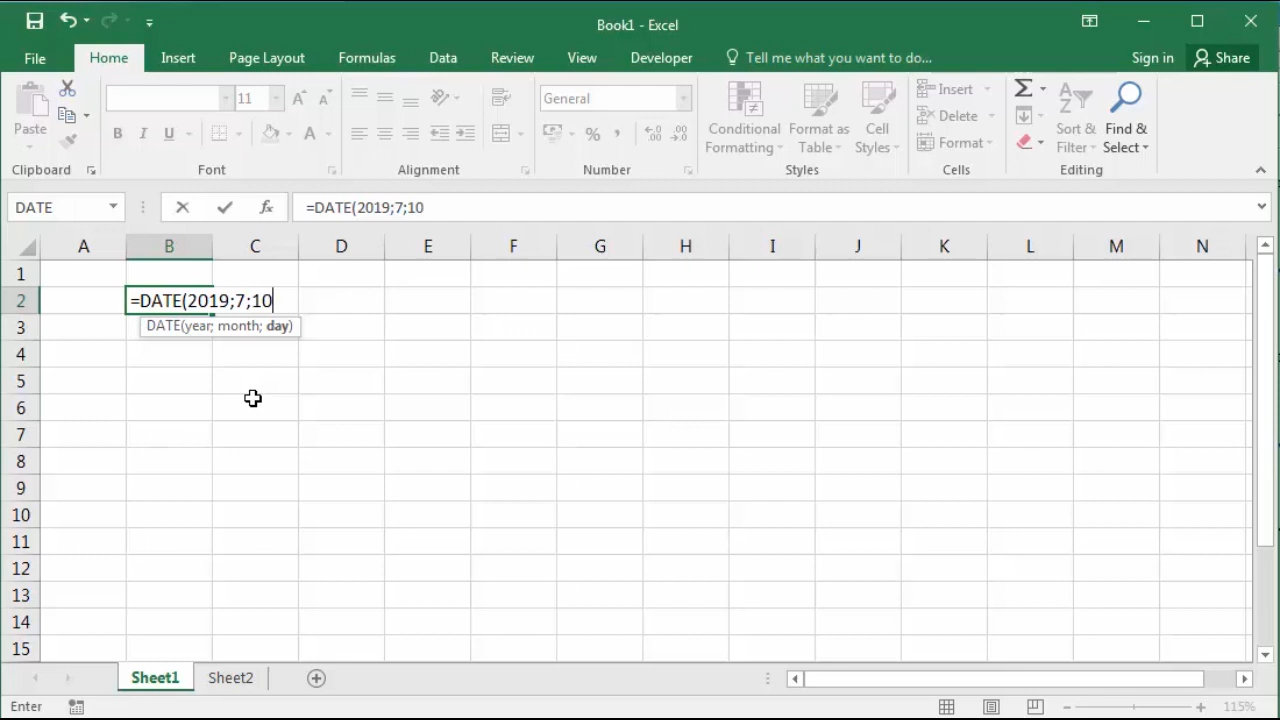 Book1 - Excel
File Home Insert Page Layout Formulas Data Review View Developer Tell me what you want to do... Sign in Share
Paste
Clipboard
11
B I U A
Font
Alignment
General
%
Number
Conditional Formatting
Format as Table
Cell Styles
Styles
Insert
Delete
Format
Cells
Sort & Filter
Find & Select
Editing
DATE fx =DATE(2019;7;10
A B C D E F G H I J K L M N
1
2 =DATE(2019;7;10
DATE(year; month; day)
3
4
5
6
7
8
9
10
11
12
13
14
15
Sheet1 Sheet2
Enter 115%